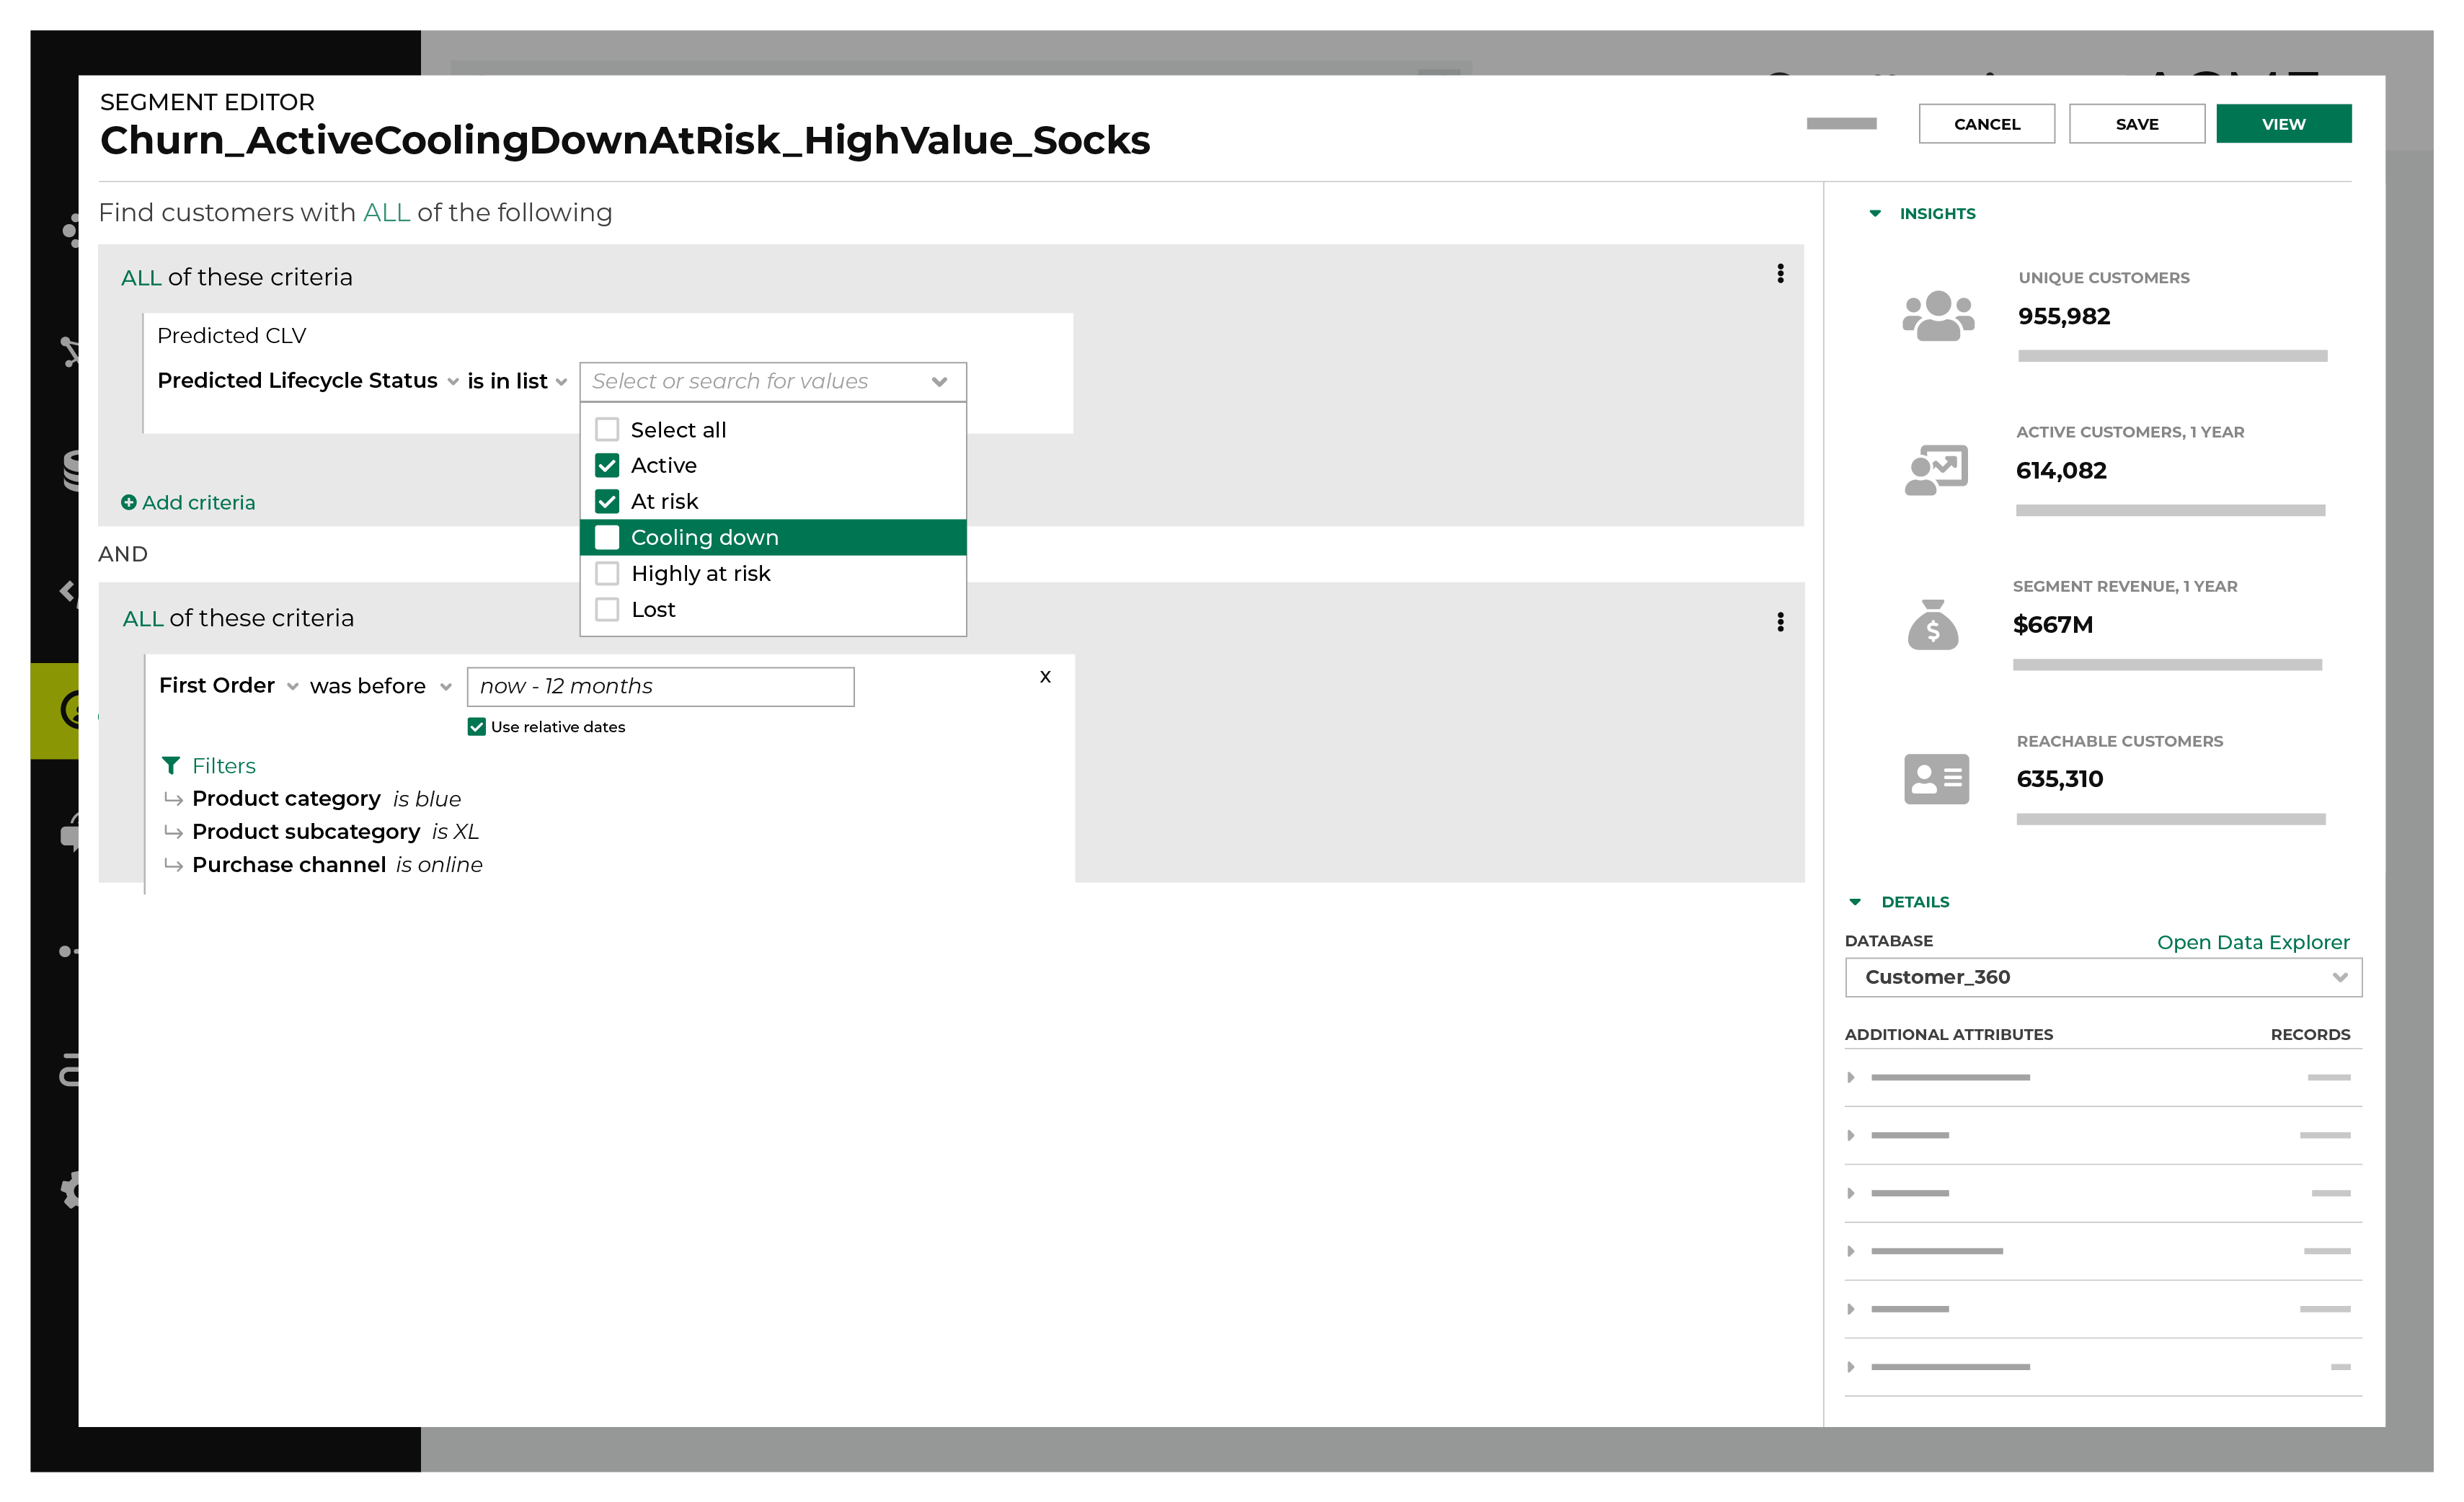 SEGMENT EDITOR
Churn_ActiveCoolingDownAtRisk_HighValue_Socks
CANCEL
SAVE
VIEW
Find customers with ALL of the following
ALL of these criteria
Predicted CLV
Predicted Lifecycle Status is in list Select or search for values
Select all
Active
At risk
Cooling down
Highly at risk
Lost
Add criteria
AND
ALL of these criteria
First Order was before now - 12 months
x
Use relative dates
Filters
Product category is blue
Product subcategory is XL
Purchase channel is online
INSIGHTS
UNIQUE CUSTOMERS
955,982
ACTIVE CUSTOMERS, 1 YEAR
614,082
SEGMENT REVENUE, 1 YEAR
$667M
REACHABLE CUSTOMERS
635,310
DETAILS
DATABASE
Open Data Explorer
Customer_360
ADDITIONAL ATTRIBUTES
RECORDS